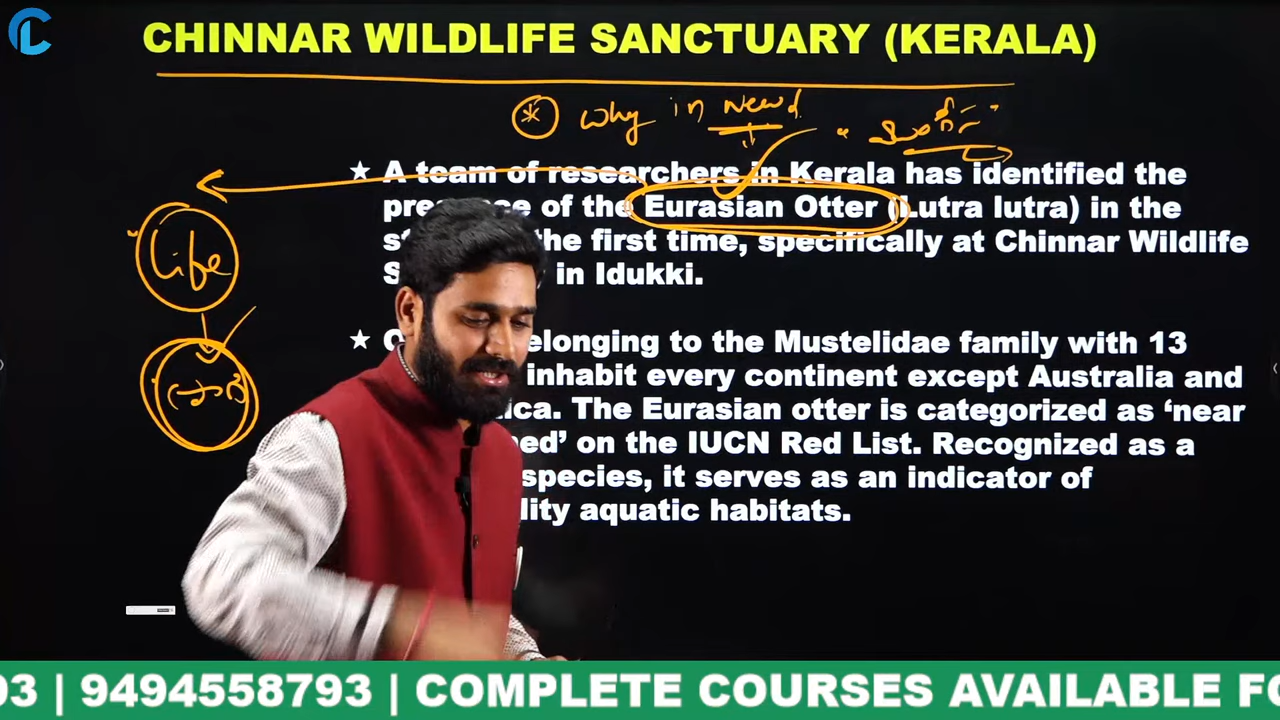 CL
CHINNAR WILDLIFE SANCTUARY (KERALA)
* Why in News
★ A team of researchers in Kerala has identified the
of the Eurasian Otter (Lutra lutra) in the
the first time, specifically at Chinnar Wildlife
in Idukki.
Life
★ belonging to the Mustelidae family with 13
inhabit every continent except Australia and
The Eurasian otter is categorized as ‘near
on the IUCN Red List. Recognized as a
species, it serves as an indicator of
aquatic habitats.
93 | 9494558793 | COMPLETE COURSES AVAILABLE FO